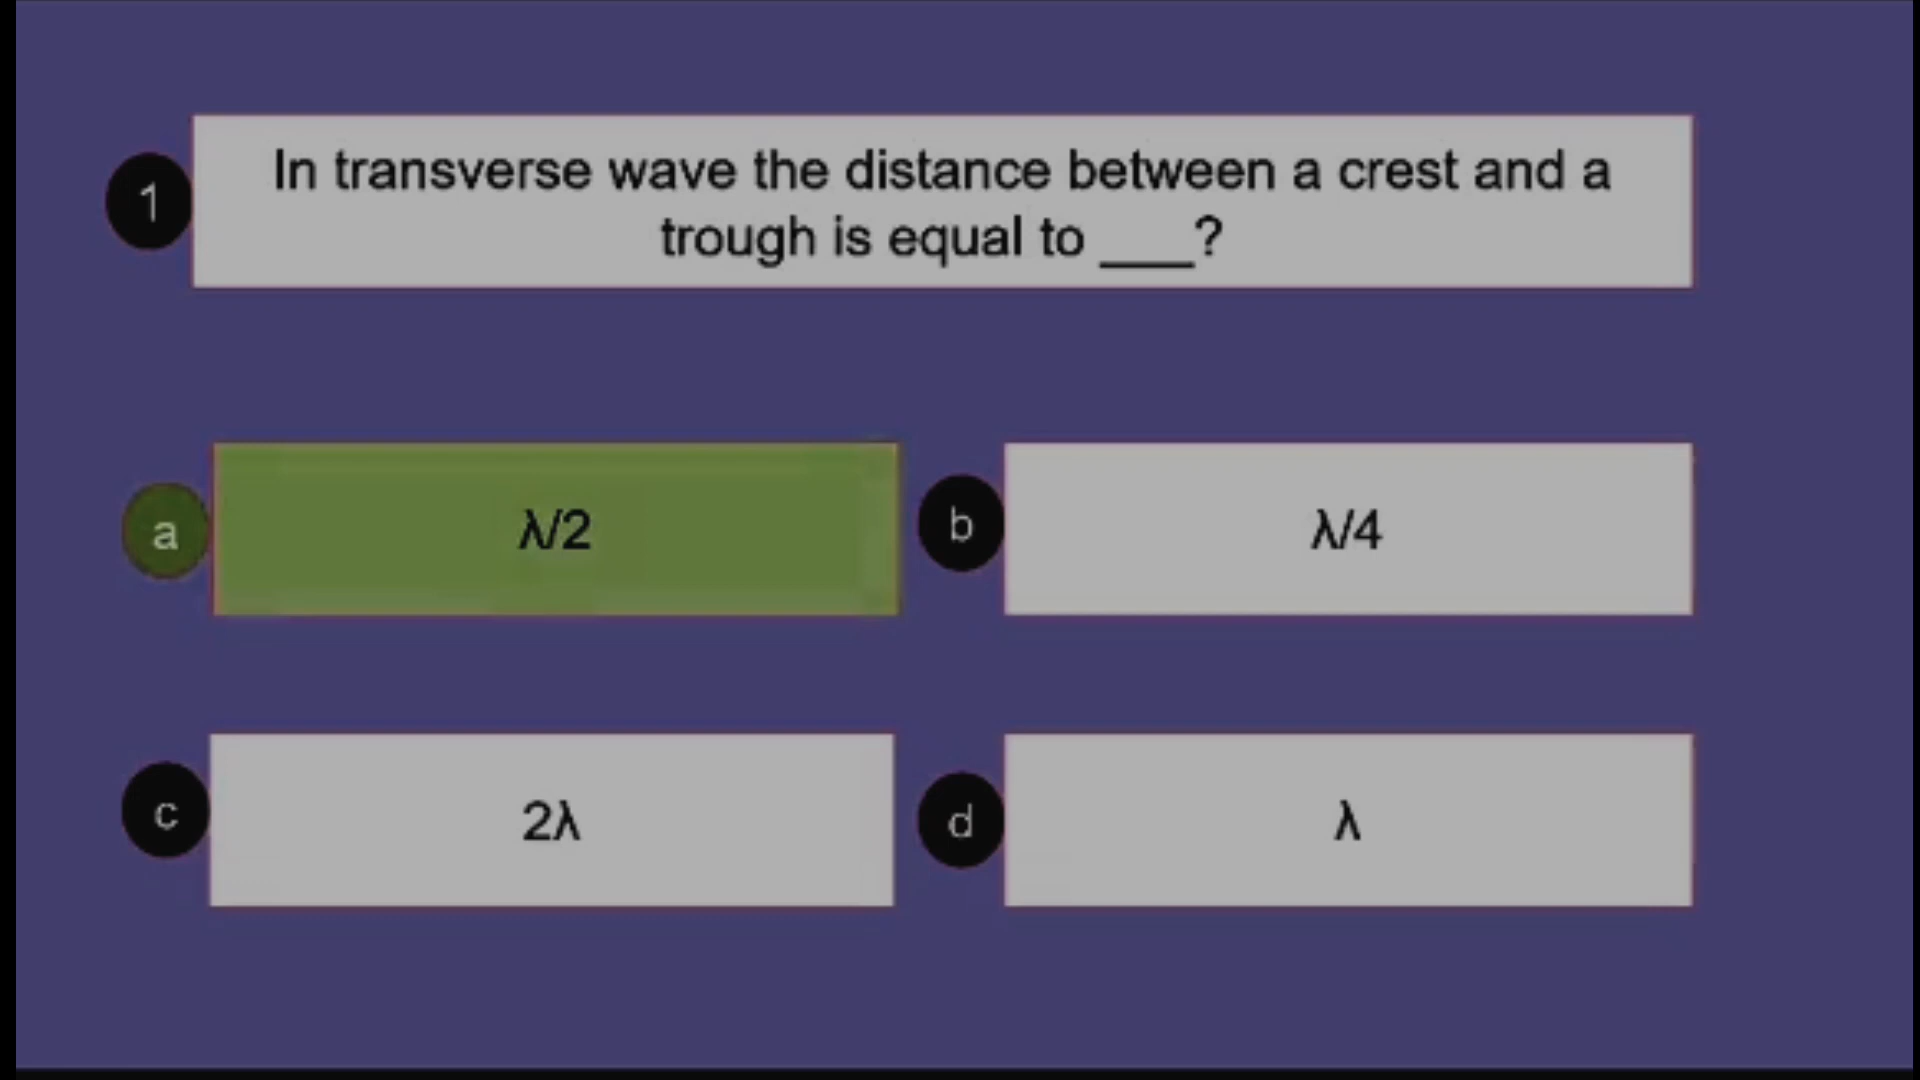 1
In transverse wave the distance between a crest and a
trough is equal to ___?
a
λ/2
b
λ/4
c
2λ
d
λ